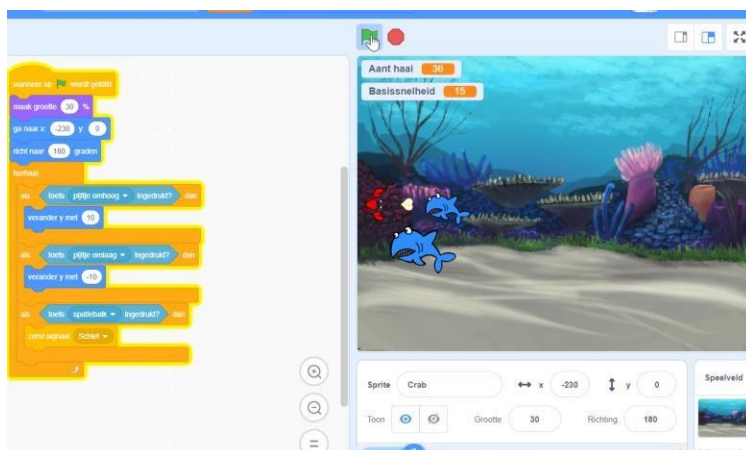 wanneer op wordt geklikt
maak grootte 30 %
ga naar x: -230 y 0
richt naar 180 graden
herhaal
als toets pijltje omhoog ingedrukt? dan
verander y met 10
als toets pijltje omlaag ingedrukt? dan
verander y met -10
als toets spatiebalk ingedrukt? dan
zend signaal Schiet
Aant haai 36
Basissnelheid 15
Sprite Crab x -230 y 0
Toon Grootte 30 Richting 180
Speelveld